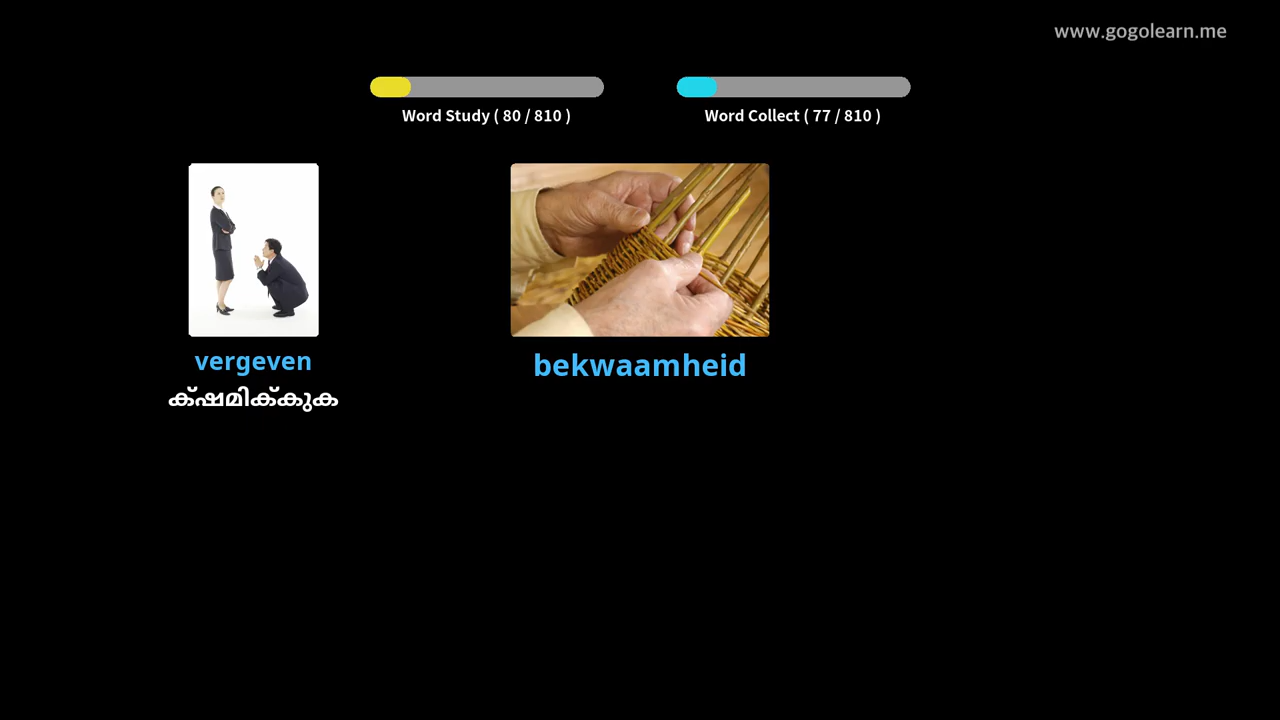 www.gogolearn.me
Word Study ( 80 / 810 )
Word Collect ( 77 / 810 )
vergeven
ക്ഷമിക്കുക
bekwaamheid